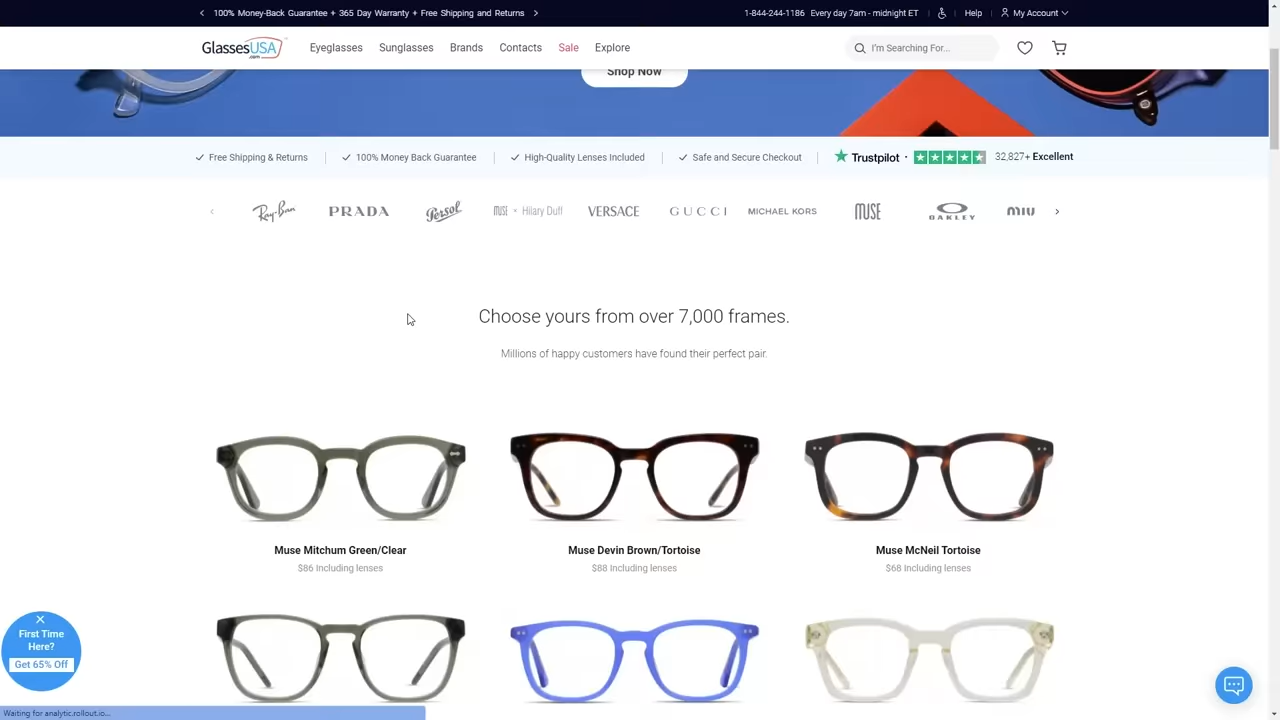 100% Money-Back Guarantee + 365 Day Warranty + Free Shipping and Returns
1-844-244-1186 Every day 7am - midnight ET
Help
My Account
GlassesUSA
.com
Eyeglasses
Sunglasses
Brands
Contacts
Sale
Explore
I'm Searching For...
Shop Now
Free Shipping & Returns
100% Money Back Guarantee
High-Quality Lenses Included
Safe and Secure Checkout
Trustpilot
32,827+ Excellent
Ray-Ban
PRADA
Persol
MUSE + Hilary Duff
VERSACE
GUCCI
MICHAEL KORS
MUSE
OAKLEY
MIU
Choose yours from over 7,000 frames.
Millions of happy customers have found their perfect pair.
Muse Mitchum Green/Clear
$86 Including lenses
Muse Devin Brown/Tortoise
$88 Including lenses
Muse McNeil Tortoise
$68 Including lenses
First Time
Here?
Get 65% Off
Waiting for analytic.rollout.io...